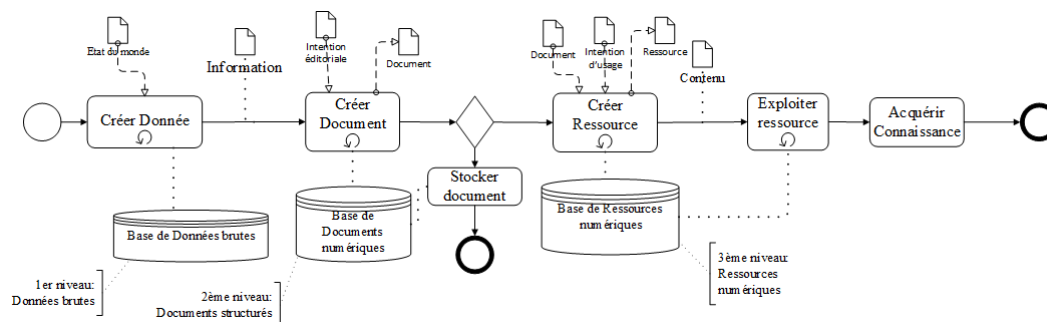 Etat du monde
Information
Intention
éditoriale
Document
Document
Intention
d'usage
Ressource
Contenu
Créer Donnée
Créer
Document
Créer
Ressource
Exploiter
ressource
Acquérir
Connaissance
Stocker
document
Base de Données brutes
Base de
Documents
numériques
Base de Ressources
numériques
1er niveau:
Données brutes
2ème niveau:
Documents structurés
3ème niveau:
Ressources
numériques